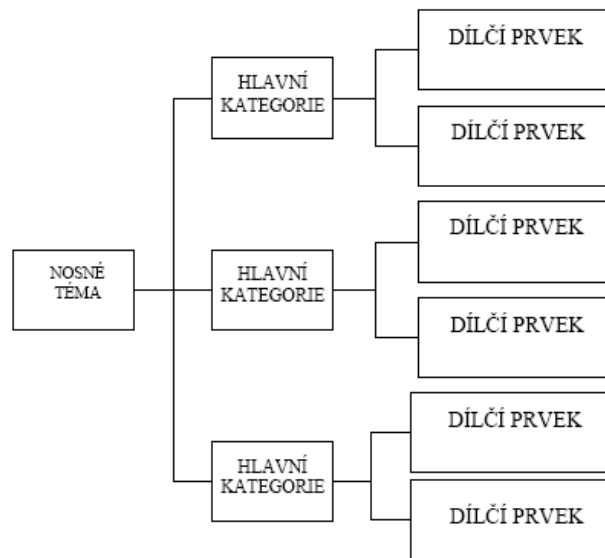 DÍLČÍ PRVEK
HLAVNÍ
KATEGORIE
DÍLČÍ PRVEK
DÍLČÍ PRVEK
NOSNÉ
TÉMA
HLAVNÍ
KATEGORIE
DÍLČÍ PRVEK
DÍLČÍ PRVEK
HLAVNÍ
KATEGORIE
DÍLČÍ PRVEK